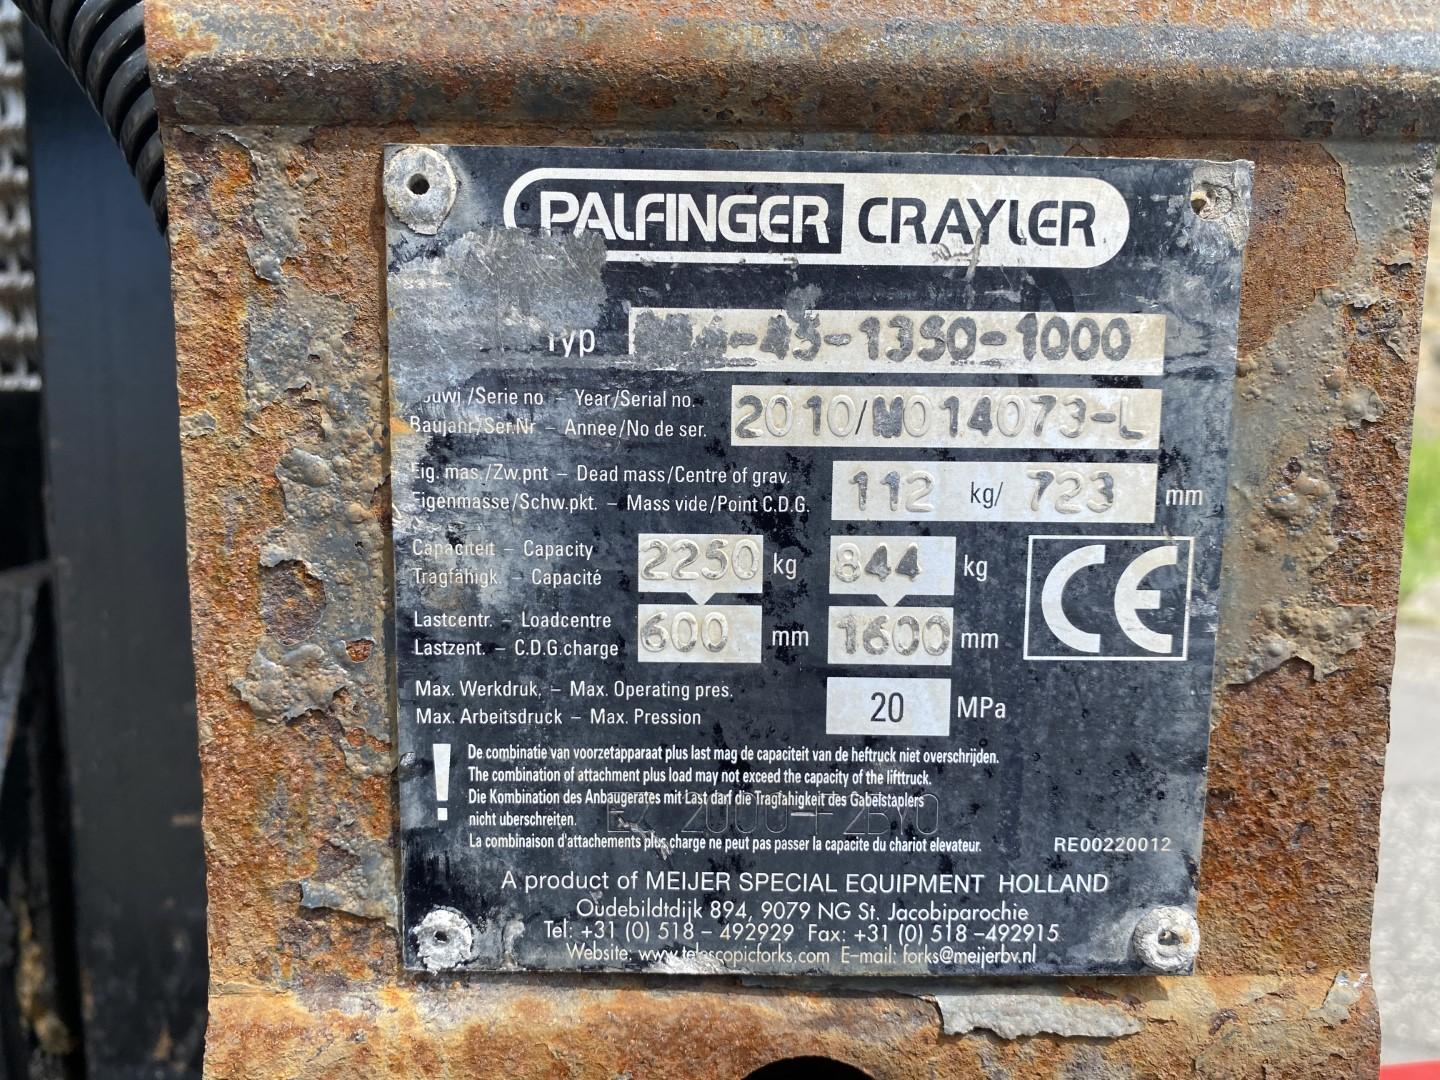 PALFINGER CRAYLER
Typ -45-1350-1000
/Serie no – Year/Serial no.
Baujahr/Ser.Nr – Annee/No de ser. 2010/M014073-L
Eig. mas./Zw.pnt – Dead mass/Centre of grav.
Eigenmasse/Schw.pkt. – Mass vide/Point C.D.G. 112 kg/ 723 mm
Capaciteit – Capacity
Tragfähigk. – Capacité 2250 kg 844 kg
Lastcentr. – Loadcentre
Lastzent. – C.D.G.charge 600 mm 1600 mm
CE
Max. Werkdruk. – Max. Operating pres.
Max. Arbeitsdruck – Max. Pression 20 MPa
! De combinatie van voorzetapparaat plus last mag de capaciteit van de heftruck niet overschrijden.
The combination of attachment plus load may not exceed the capacity of the lifttruck.
Die Kombination des Anbaugerates mit Last darf die Tragfahigkeit des Gabelstaplers
nicht uberschreiten.
La combinaison d'attachements plus charge ne peut pas passer la capacite du chariot elevateur. RE00220012
A product of MEIJER SPECIAL EQUIPMENT HOLLAND
Oudebildtdijk 894, 9079 NG St. Jacobiparochie
Tel: +31 (0) 518 – 492929 Fax: +31 (0) 518 –492915
Website: www.telescopicforks.com E–mail: forks@meijerbv.nl